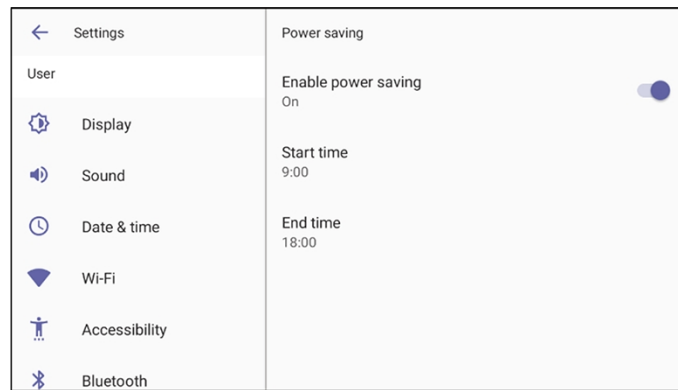 Settings
User
Display
Sound
Date & time
Wi-Fi
Accessibility
Bluetooth
Power saving
Enable power saving
On
Start time
9:00
End time
18:00